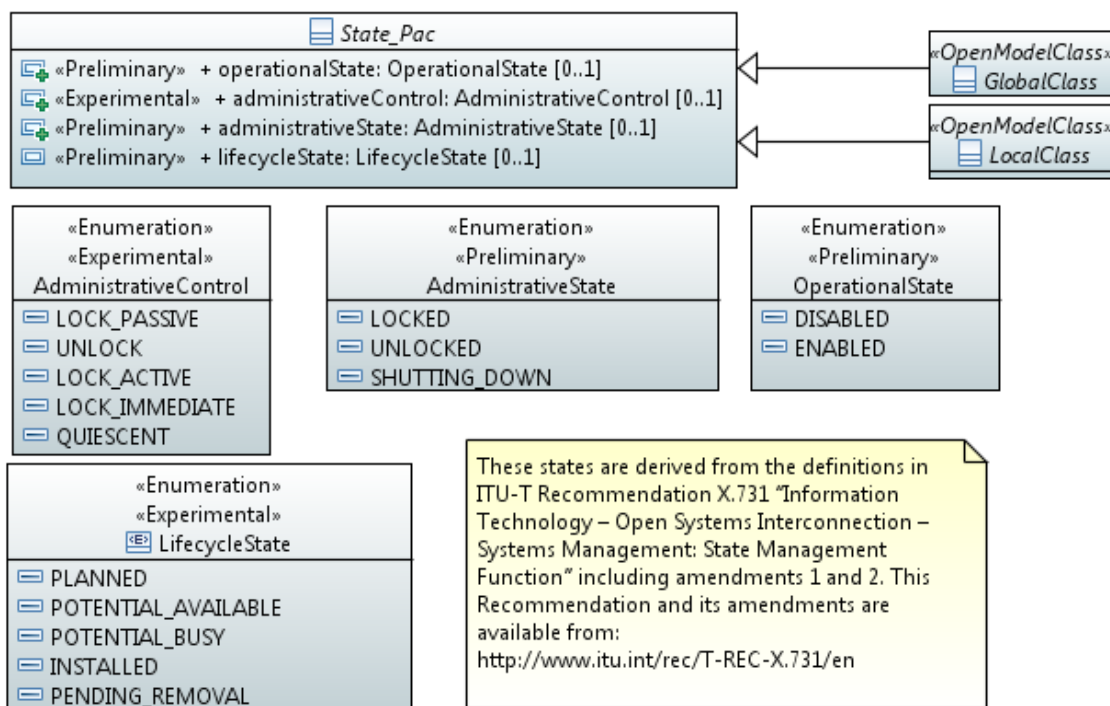 State_Pac
«Preliminary» + operationalState: OperationalState [0..1]
«Experimental» + administrativeControl: AdministrativeControl [0..1]
«Preliminary» + administrativeState: AdministrativeState [0..1]
«Preliminary» + lifecycleState: LifecycleState [0..1]
«OpenModelClass»
GlobalClass
«OpenModelClass»
LocalClass
«Enumeration»
«Experimental»
AdministrativeControl
LOCK_PASSIVE
UNLOCK
LOCK_ACTIVE
LOCK_IMMEDIATE
QUIESCENT
«Enumeration»
«Preliminary»
AdministrativeState
LOCKED
UNLOCKED
SHUTTING_DOWN
«Enumeration»
«Preliminary»
OperationalState
DISABLED
ENABLED
«Enumeration»
«Experimental»
«E» LifecycleState
PLANNED
POTENTIAL_AVAILABLE
POTENTIAL_BUSY
INSTALLED
PENDING_REMOVAL
These states are derived from the definitions in
ITU-T Recommendation X.731 “Information
Technology – Open Systems Interconnection –
Systems Management: State Management
Function” including amendments 1 and 2. This
Recommendation and its amendments are
available from:
http://www.itu.int/rec/T-REC-X.731/en